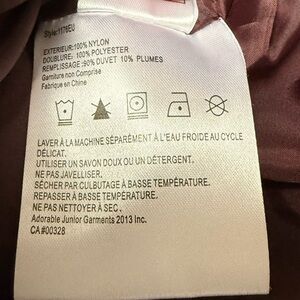 Style: 1176EU
EXTERIEUR: 100% NYLON
DOUBLURE: 100% POLYESTER
REMPLISSAGE: 90% DUVET 10% PLUMES
Garniture non Comprise
Fabrique en Chine
LAVER À LA MACHINE SÉPARÉMENT À L'EAU FROIDE AU CYCLE
DÉLICAT.
UTILISER UN SAVON DOUX OU UN DÉTERGENT.
NE PAS JAVELLISER.
SÉCHER PAR CULBUTAGE À BASSE TEMPÉRATURE.
REPASSER À BASSE TEMPÉRATURE.
NE PAS NETTOYER À SEC.
Adorable Junior Garments 2013 Inc.
CA#00328